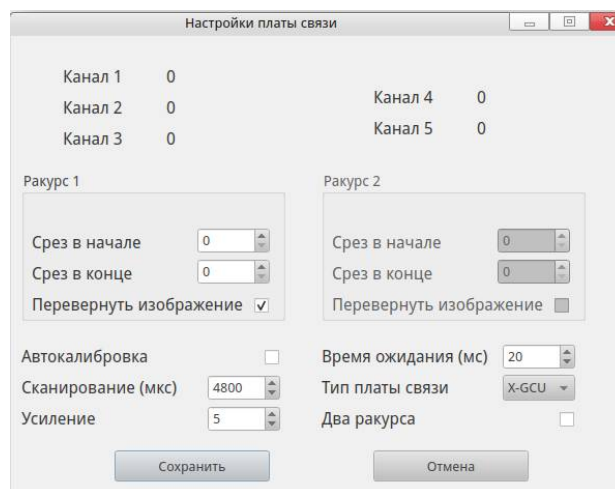 Настройки платы связи
Канал 1 0
Канал 2 0
Канал 3 0
Канал 4 0
Канал 5 0
Ракурс 1
Срез в начале 0
Срез в конце 0
Перевернуть изображение
Ракурс 2
Срез в начале 0
Срез в конце 0
Перевернуть изображение
Автокалибровка
Сканирование (мкс) 4800
Усиление 5
Время ожидания (мс) 20
Тип платы связи X-GCU
Два ракурса
Сохранить
Отмена